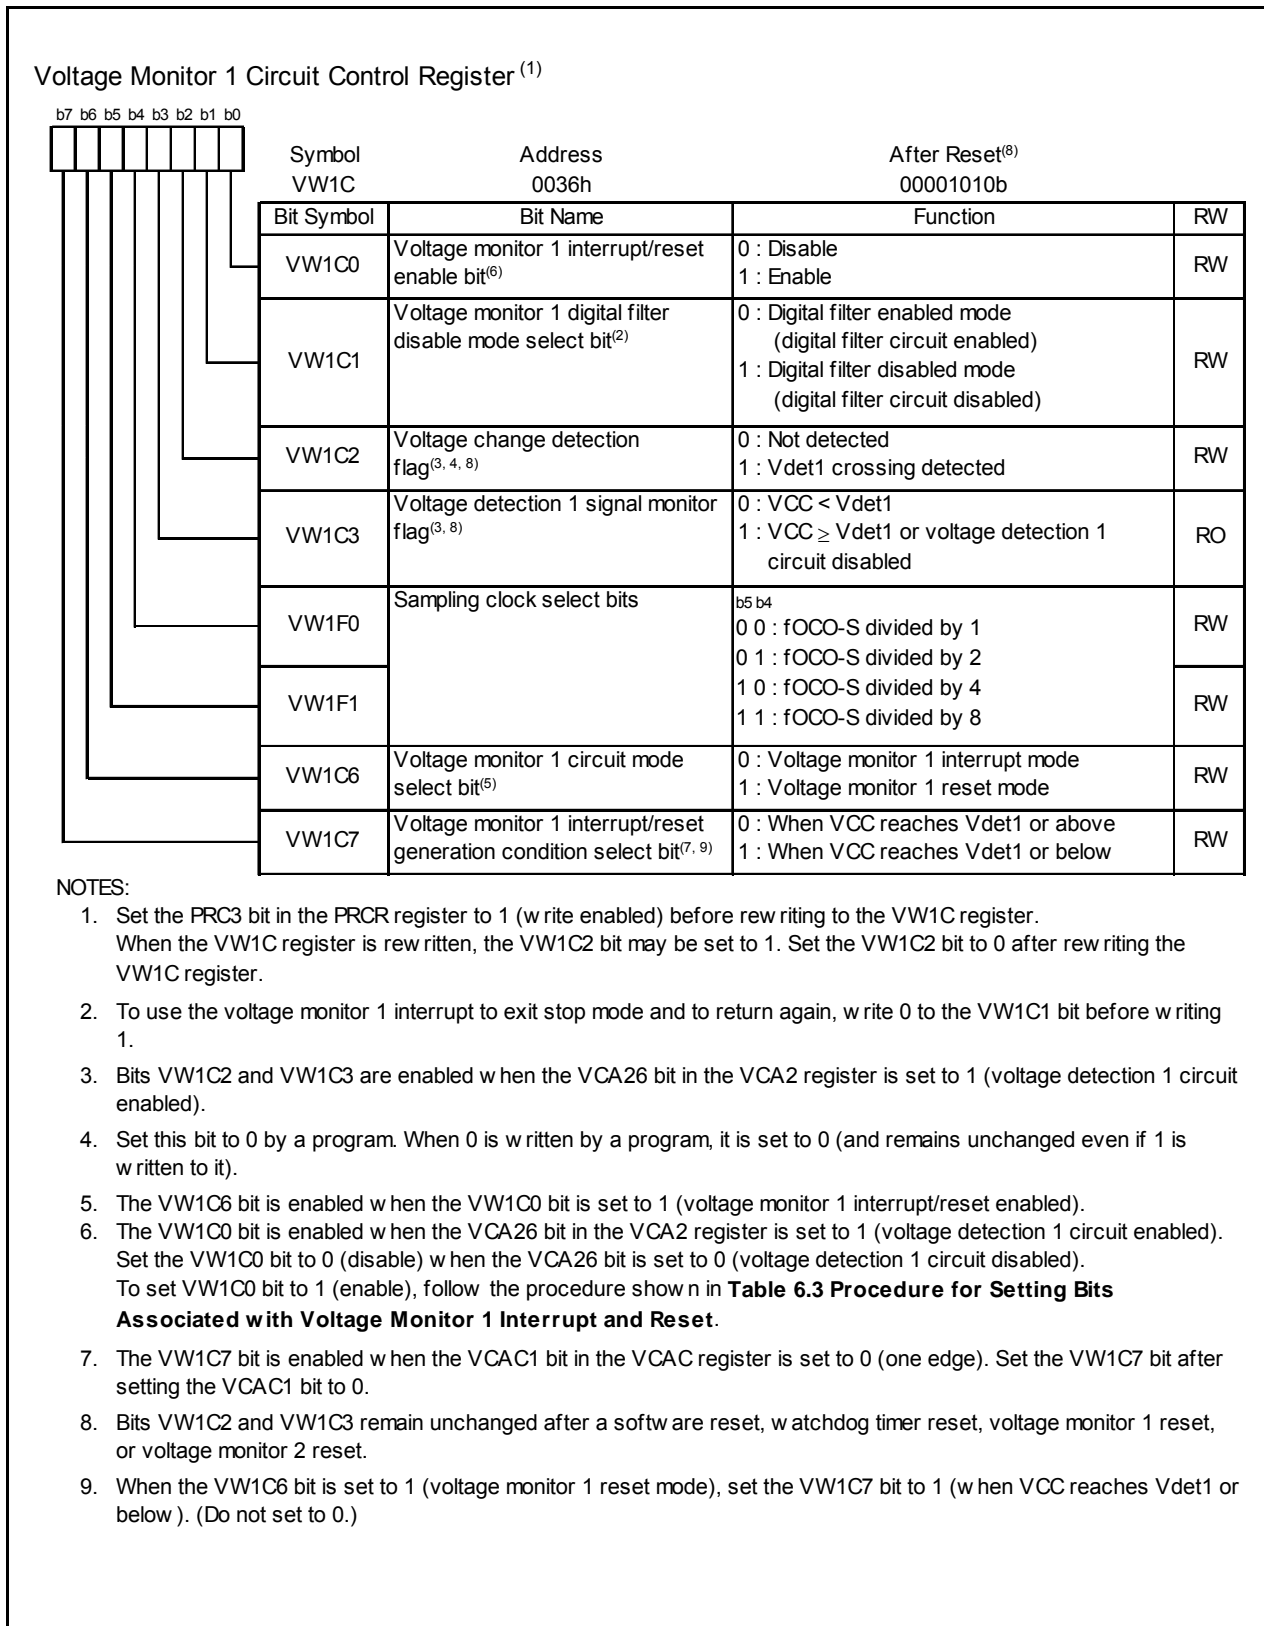 Voltage Monitor 1 Circuit Control Register (1)
b7 b6 b5 b4 b3 b2 b1 b0
Symbol Address After Reset(8)
VW1C 0036h 00001010b
Bit Symbol Bit Name Function RW
VW1C0 Voltage monitor 1 interrupt/reset enable bit(6) 0 : Disable
1 : Enable RW
VW1C1 Voltage monitor 1 digital filter disable mode select bit(2) 0 : Digital filter enabled mode
(digital filter circuit enabled)
1 : Digital filter disabled mode
(digital filter circuit disabled) RW
VW1C2 Voltage change detection flag(3, 4, 8) 0 : Not detected
1 : Vdet1 crossing detected RW
VW1C3 Voltage detection 1 signal monitor flag(3, 8) 0 : VCC < Vdet1
1 : VCC ≥ Vdet1 or voltage detection 1
circuit disabled RO
VW1F0 Sampling clock select bits b5 b4
0 0 : fOCO-S divided by 1 RW
0 1 : fOCO-S divided by 2
VW1F1 1 0 : fOCO-S divided by 4 RW
1 1 : fOCO-S divided by 8
VW1C6 Voltage monitor 1 circuit mode select bit(5) 0 : Voltage monitor 1 interrupt mode
1 : Voltage monitor 1 reset mode RW
VW1C7 Voltage monitor 1 interrupt/reset generation condition select bit(7, 9) 0 : When VCC reaches Vdet1 or above
1 : When VCC reaches Vdet1 or below RW
NOTES:
1. Set the PRC3 bit in the PRCR register to 1 (write enabled) before rewriting to the VW1C register.
When the VW1C register is rewritten, the VW1C2 bit may be set to 1. Set the VW1C2 bit to 0 after rewriting the
VW1C register.
2. To use the voltage monitor 1 interrupt to exit stop mode and to return again, write 0 to the VW1C1 bit before writing
1.
3. Bits VW1C2 and VW1C3 are enabled when the VCA26 bit in the VCA2 register is set to 1 (voltage detection 1 circuit
enabled).
4. Set this bit to 0 by a program. When 0 is written by a program, it is set to 0 (and remains unchanged even if 1 is
written to it).
5. The VW1C6 bit is enabled when the VW1C0 bit is set to 1 (voltage monitor 1 interrupt/reset enabled).
6. The VW1C0 bit is enabled when the VCA26 bit in the VCA2 register is set to 1 (voltage detection 1 circuit enabled).
Set the VW1C0 bit to 0 (disable) when the VCA26 bit is set to 0 (voltage detection 1 circuit disabled).
To set VW1C0 bit to 1 (enable), follow the procedure shown in Table 6.3 Procedure for Setting Bits
Associated with Voltage Monitor 1 Interrupt and Reset.
7. The VW1C7 bit is enabled when the VCAC1 bit in the VCAC register is set to 0 (one edge). Set the VW1C7 bit after
setting the VCAC1 bit to 0.
8. Bits VW1C2 and VW1C3 remain unchanged after a software reset, watchdog timer reset, voltage monitor 1 reset,
or voltage monitor 2 reset.
9. When the VW1C6 bit is set to 1 (voltage monitor 1 reset mode), set the VW1C7 bit to 1 (when VCC reaches Vdet1 or
below). (Do not set to 0.)